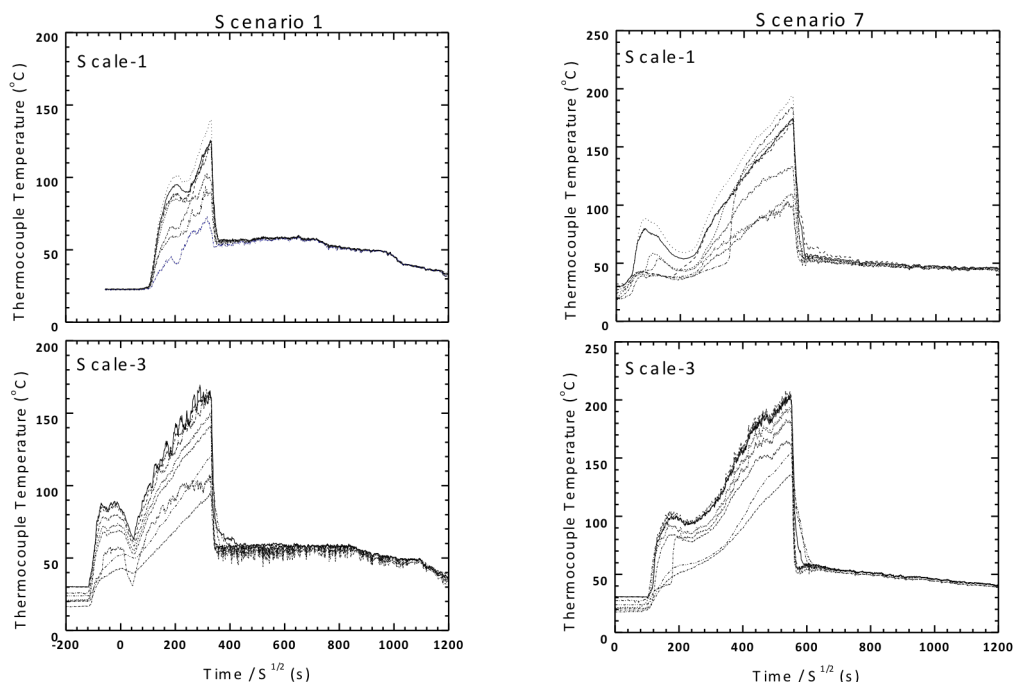 Scenario 1
Scenario 7
200
Scale-1
150
100
50
0
Thermocouple Temperature (°C)
250
Scale-1
200
150
100
50
0
Thermocouple Temperature (°C)
200
Scale-3
150
100
50
0
Thermocouple Temperature (°C)
-200 0 200 400 600 800 1000 1200
Time /S 1/2 (s)
250
Scale-3
200
150
100
50
0
Thermocouple Temperature (°C)
0 200 400 600 800 1000 1200
Time /S 1/2 (s)